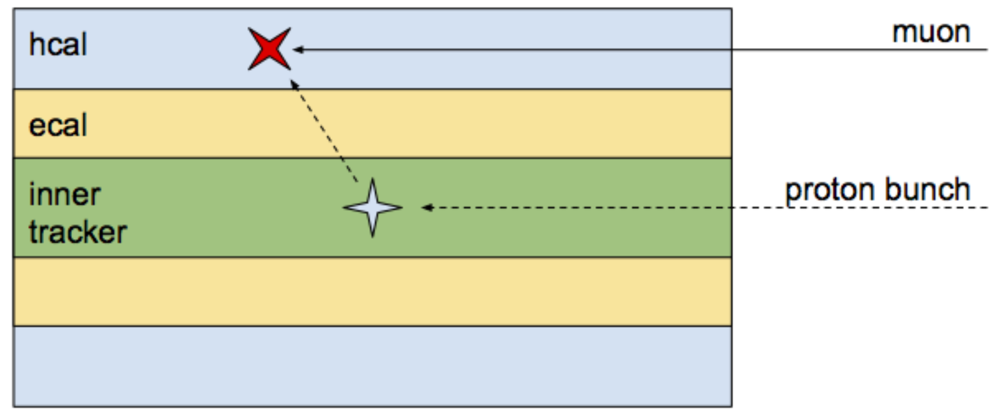 hcal
muon
ecal
proton bunch
inner
tracker